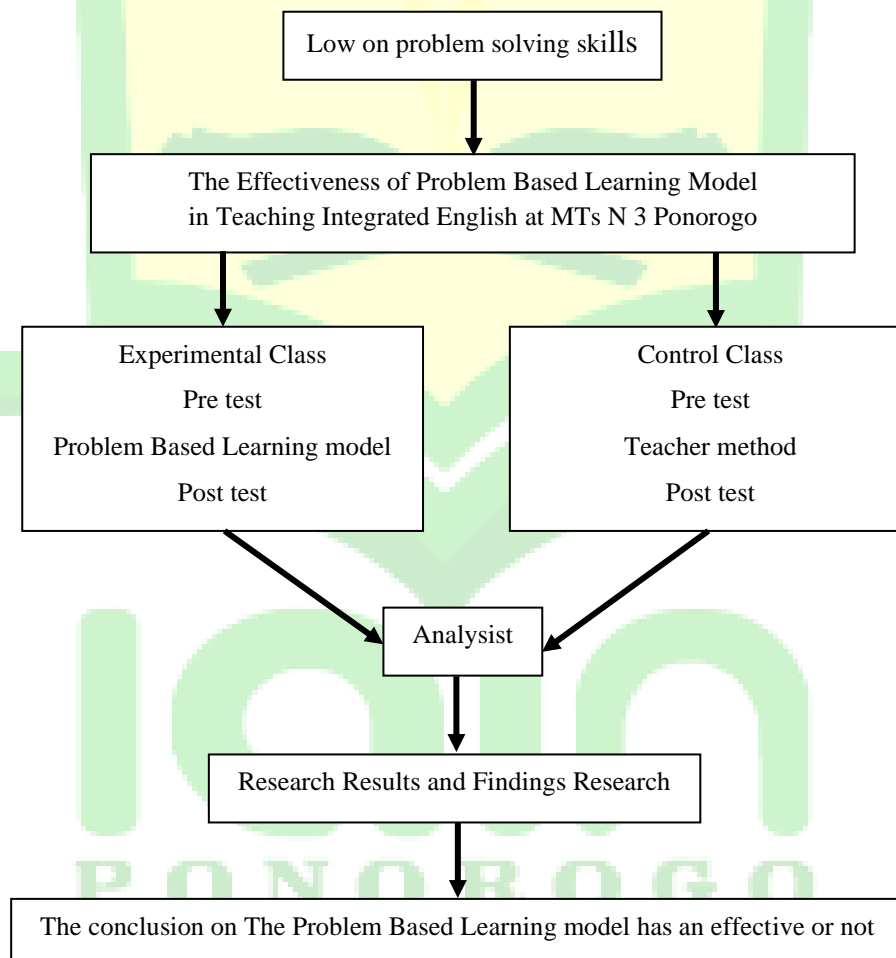 Low on problem solving skills
The Effectiveness of Problem Based Learning Model
in Teaching Integrated English at MTs N 3 Ponorogo
Experimental Class
Pre test
Problem Based Learning model
Post test
Control Class
Pre test
Teacher method
Post test
Analysist
Research Results and Findings Research
The conclusion on The Problem Based Learning model has an effective or not
iain
PONOROGO